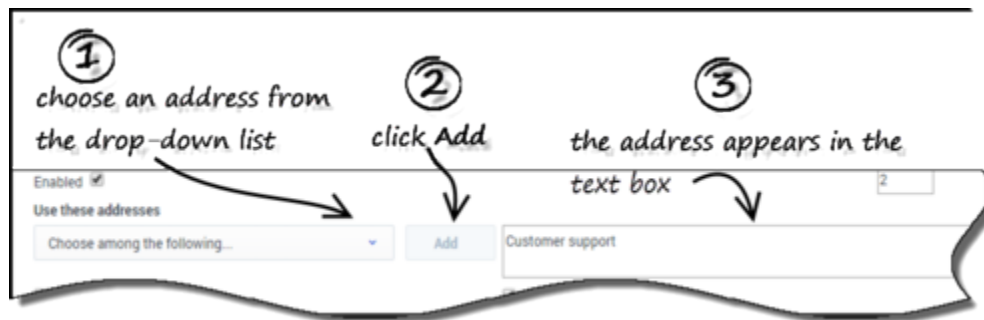 1
choose an address from
the drop-down list
2
click Add
3
the address appears in the
text box
Enabled
2
Use these addresses
Choose among the following...
Add
Customer support